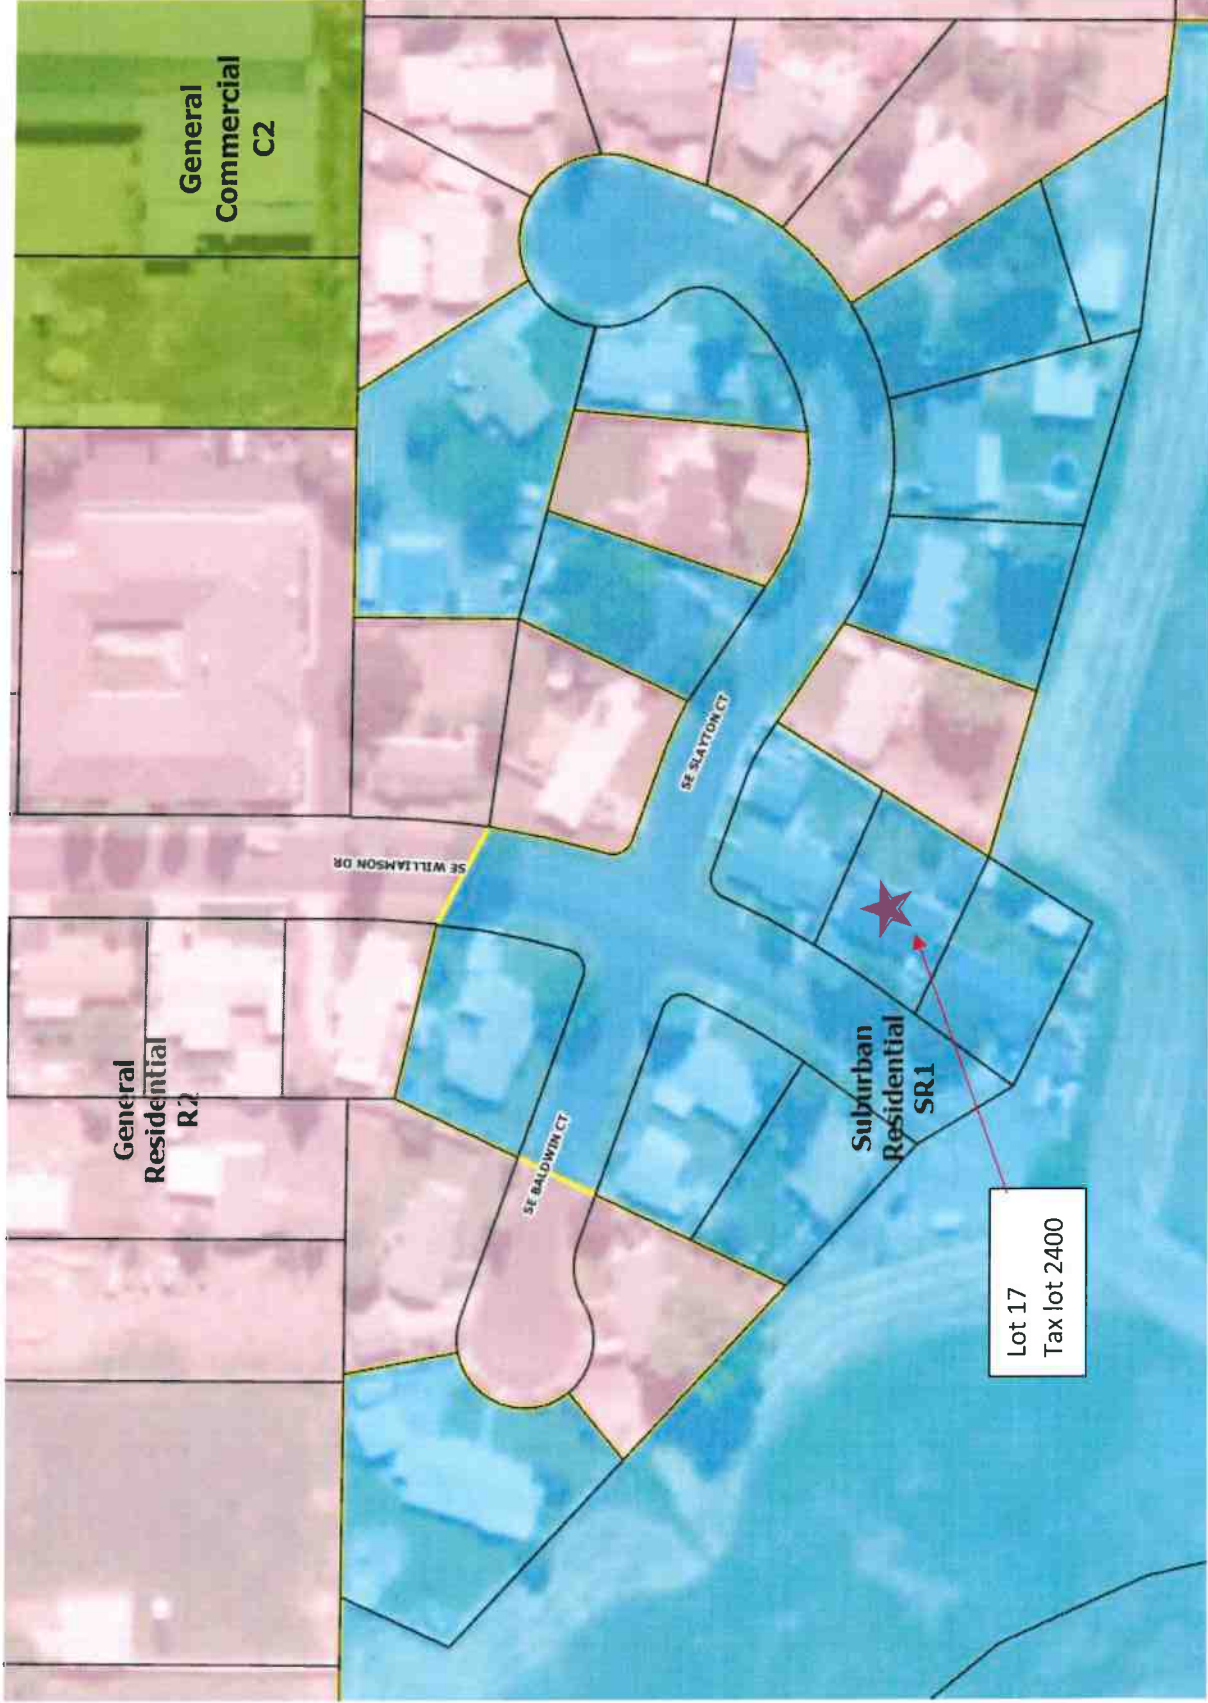 General
Commercial
C2
General
Residential
R2
SE WILLIAMSON DR
SE SLAYTON CT
SE BALDWIN CT
Suburban
Residential
SR1
Lot 17
Tax lot 2400